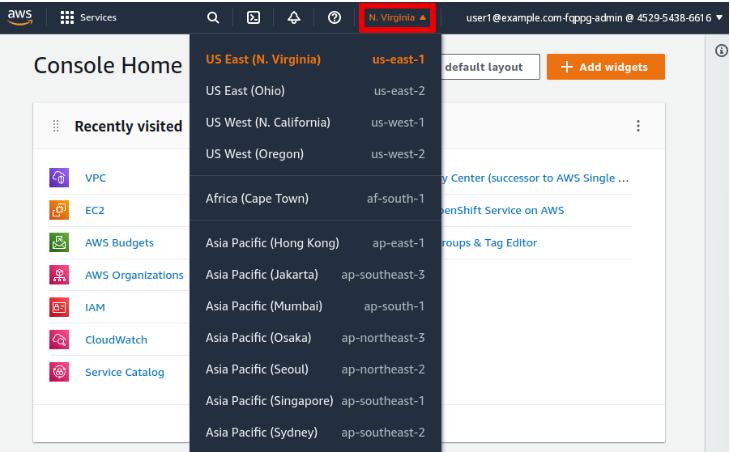 aws
Services
N. Virginia
user1@example.com-fqppg-admin @ 4529-5438-6616
Console Home
default layout
+ Add widgets
US East (N. Virginia) us-east-1
US East (Ohio) us-east-2
US West (N. California) us-west-1
US West (Oregon) us-west-2
Africa (Cape Town) af-south-1
Asia Pacific (Hong Kong) ap-east-1
Asia Pacific (Jakarta) ap-southeast-3
Asia Pacific (Mumbai) ap-south-1
Asia Pacific (Osaka) ap-northeast-3
Asia Pacific (Seoul) ap-northeast-2
Asia Pacific (Singapore) ap-southeast-1
Asia Pacific (Sydney) ap-southeast-2
Recently visited
VPC
EC2
AWS Budgets
AWS Organizations
IAM
CloudWatch
Service Catalog
y Center (successor to AWS Single ...
penShift Service on AWS
roups & Tag Editor